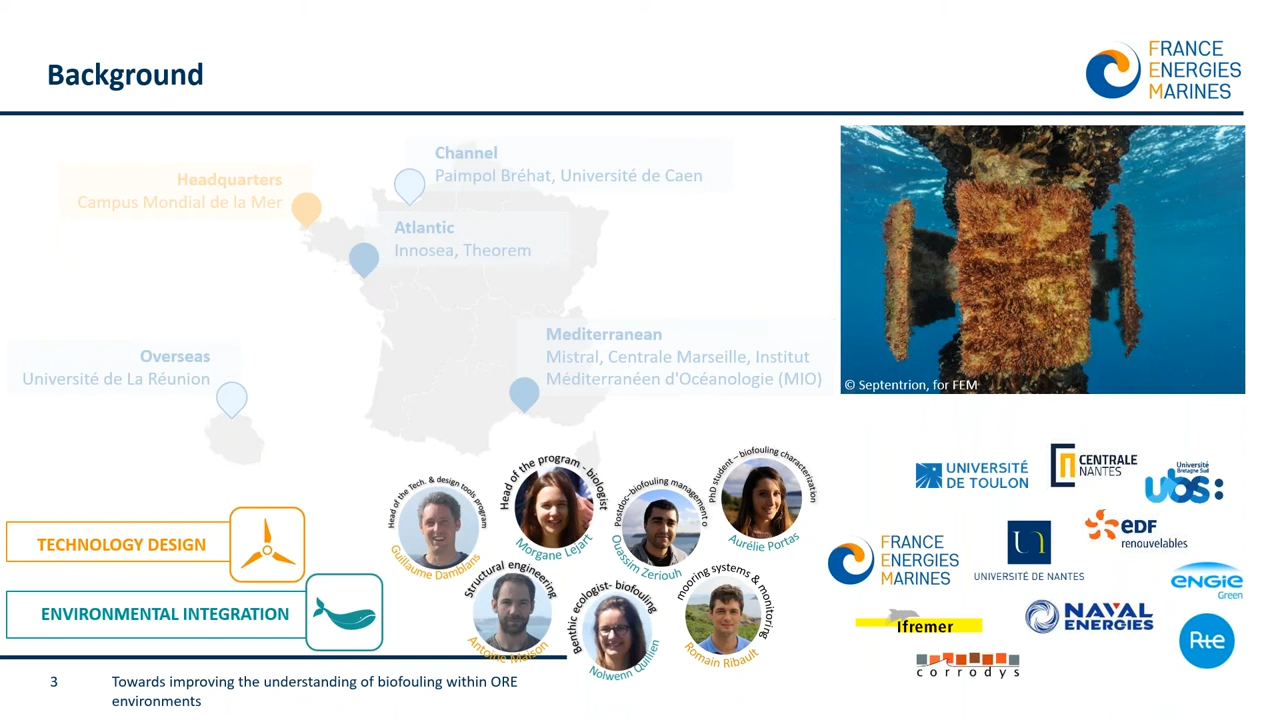 Background
FRANCE
ENERGIES
MARINES
Channel
Paimpol Bréhat, Université de Caen
Headquarters
Campus Mondial de la Mer
Atlantic
Innosea, Theorem
Mediterranean
Mistral, Centrale Marseille, Institut
Méditerranéen d'Océanologie (MIO)
Overseas
Université de La Réunion
© Septentrion, for FEM
TECHNOLOGY DESIGN
ENVIRONMENTAL INTEGRATION
Head of the Tech. & design tools program
Guillaume Damblans
Head of the program - biologist
Morgane Lejart
Postdoc–biofouling management o
Ouassim Zeriouh
PhD student – biofouling characterization
Aurélie Portas
Structural engineering
Antoine Maison
Benthic ecologist- biofouling
Nolwenn Quillien
mooring systems & monitoring
Romain Ribault
UNIVERSITÉ
DE TOULON
CENTRALE
NANTES
Université
Bretagne Sud
ubs:
FRANCE
ENERGIES
MARINES
UNIVERSITÉ DE NANTES
eDF
renouvelables
ENGIE
Green
Ifremer
NAVAL
ENERGIES
Rte
corrodys
3
Towards improving the understanding of biofouling within ORE
environments